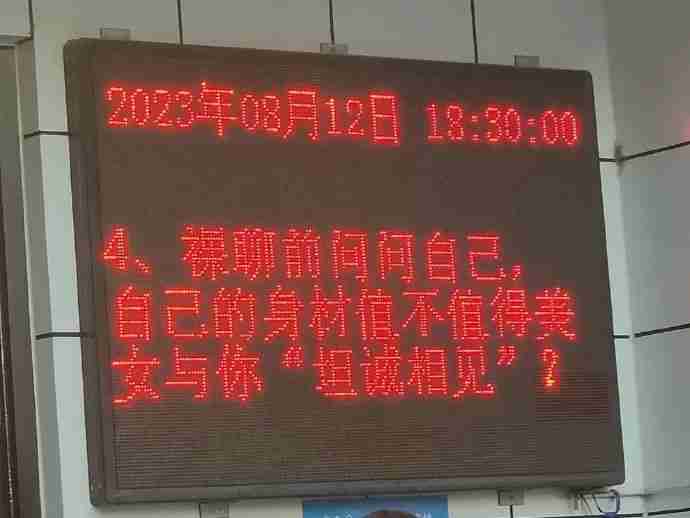 2023年08月12日 18:30:00
4、裸聊前问问自己,
自己的身材值不值得美
女与你“坦诚相见”?